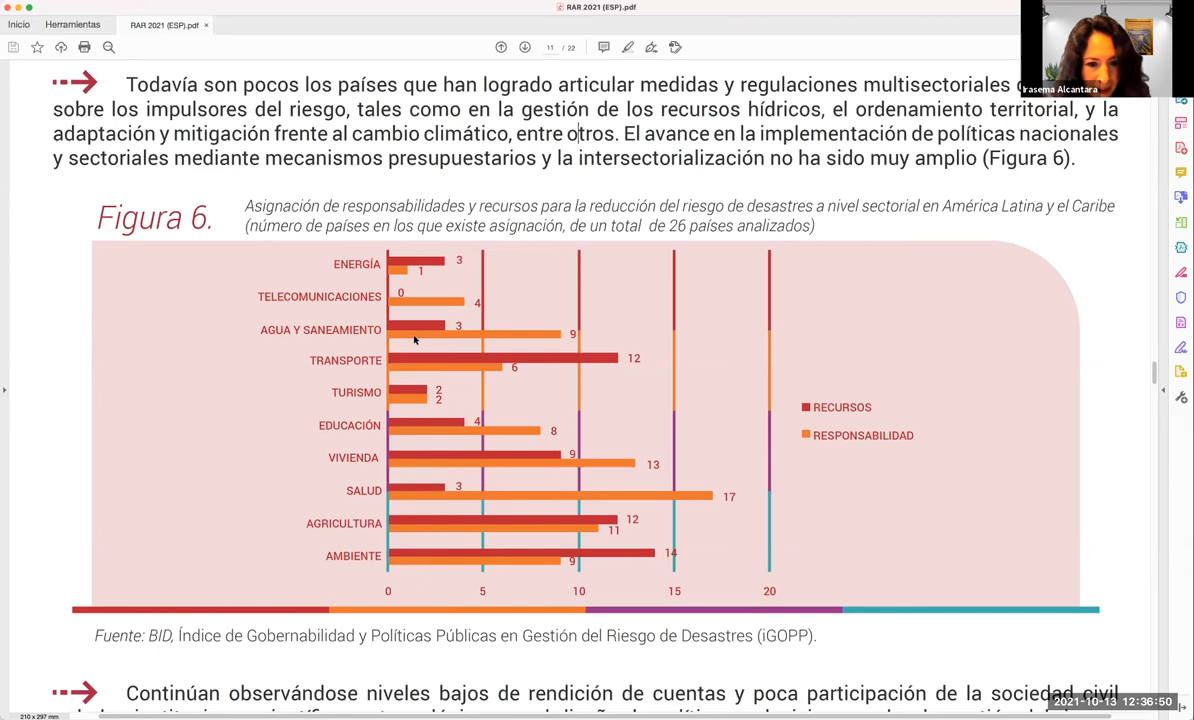 RAR 2021 (ESP).pdf
Inicio
Herramientas
RAR 2021 (ESP).pdf ×
11 / 22
Irasema Alcantara
Todavía son pocos los países que han logrado articular medidas y regulaciones multisectoriales
sobre los impulsores del riesgo, tales como en la gestión de los recursos hídricos, el ordenamiento territorial, y la
adaptación y mitigación frente al cambio climático, entre otros. El avance en la implementación de políticas nacionales
y sectoriales mediante mecanismos presupuestarios y la intersectorialización no ha sido muy amplio (Figura 6).
Figura 6.
Asignación de responsabilidades y recursos para la reducción del riesgo de desastres a nivel sectorial en América Latina y el Caribe
(número de países en los que existe asignación, de un total de 26 países analizados)
ENERGÍA 3
1
TELECOMUNICACIONES 0
4
AGUA Y SANEAMIENTO 3
9
TRANSPORTE 12
6
TURISMO 2
2
EDUCACIÓN 4
8
VIVIENDA 9
13
SALUD 3
17
AGRICULTURA 12
11
AMBIENTE 14
9
0 5 10 15 20
RECURSOS
RESPONSABILIDAD
Fuente: BID, Índice de Gobernabilidad y Políticas Públicas en Gestión del Riesgo de Desastres (iGOPP).
Continúan observándose niveles bajos de rendición de cuentas y poca participación de la sociedad civil
2021-10-13 12:36:50
210 x 297 mm